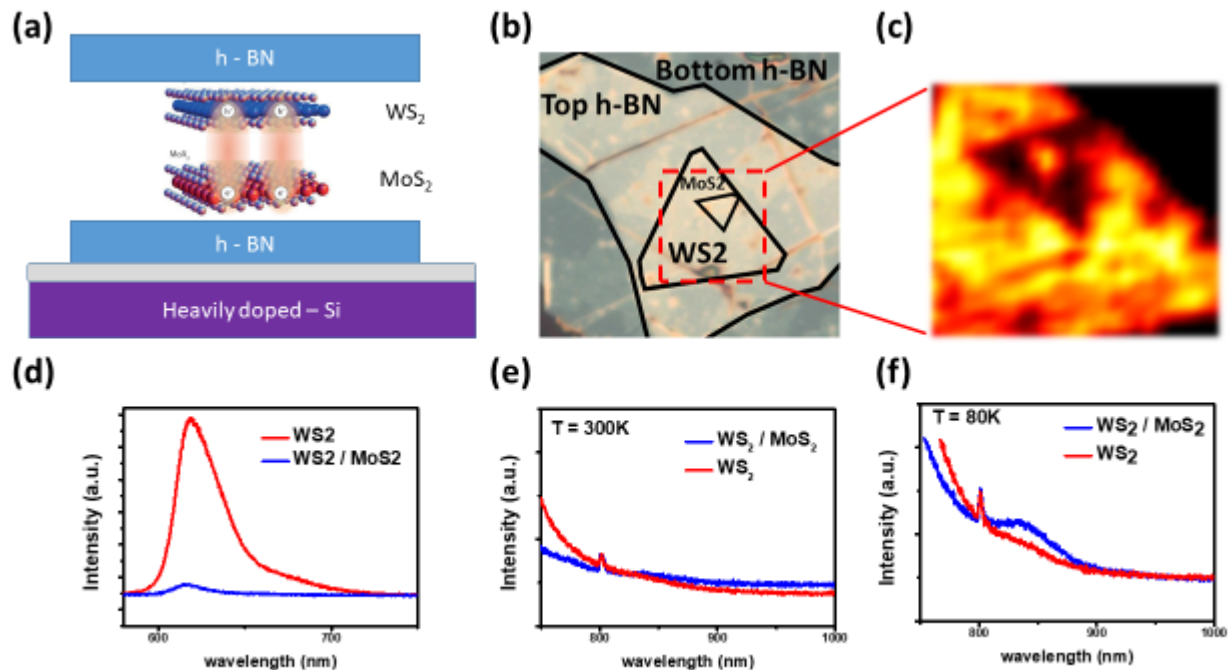 (a)
h - BN
WS₂
MoS₂
MoS₂
h - BN
Heavily doped – Si
(b)
Bottom h-BN
Top h-BN
MoS2
WS2
(c)
(d)
Intensity (a.u.)
WS2
WS2 / MoS2
600
700
wavelength (nm)
(e)
Intensity (a.u.)
T = 300K
WS₂ / MoS₂
WS₂
800
900
1000
wavelength (nm)
(f)
Intensity (a.u.)
T = 80K
WS₂ / MoS₂
WS₂
800
900
1000
wavelength (nm)